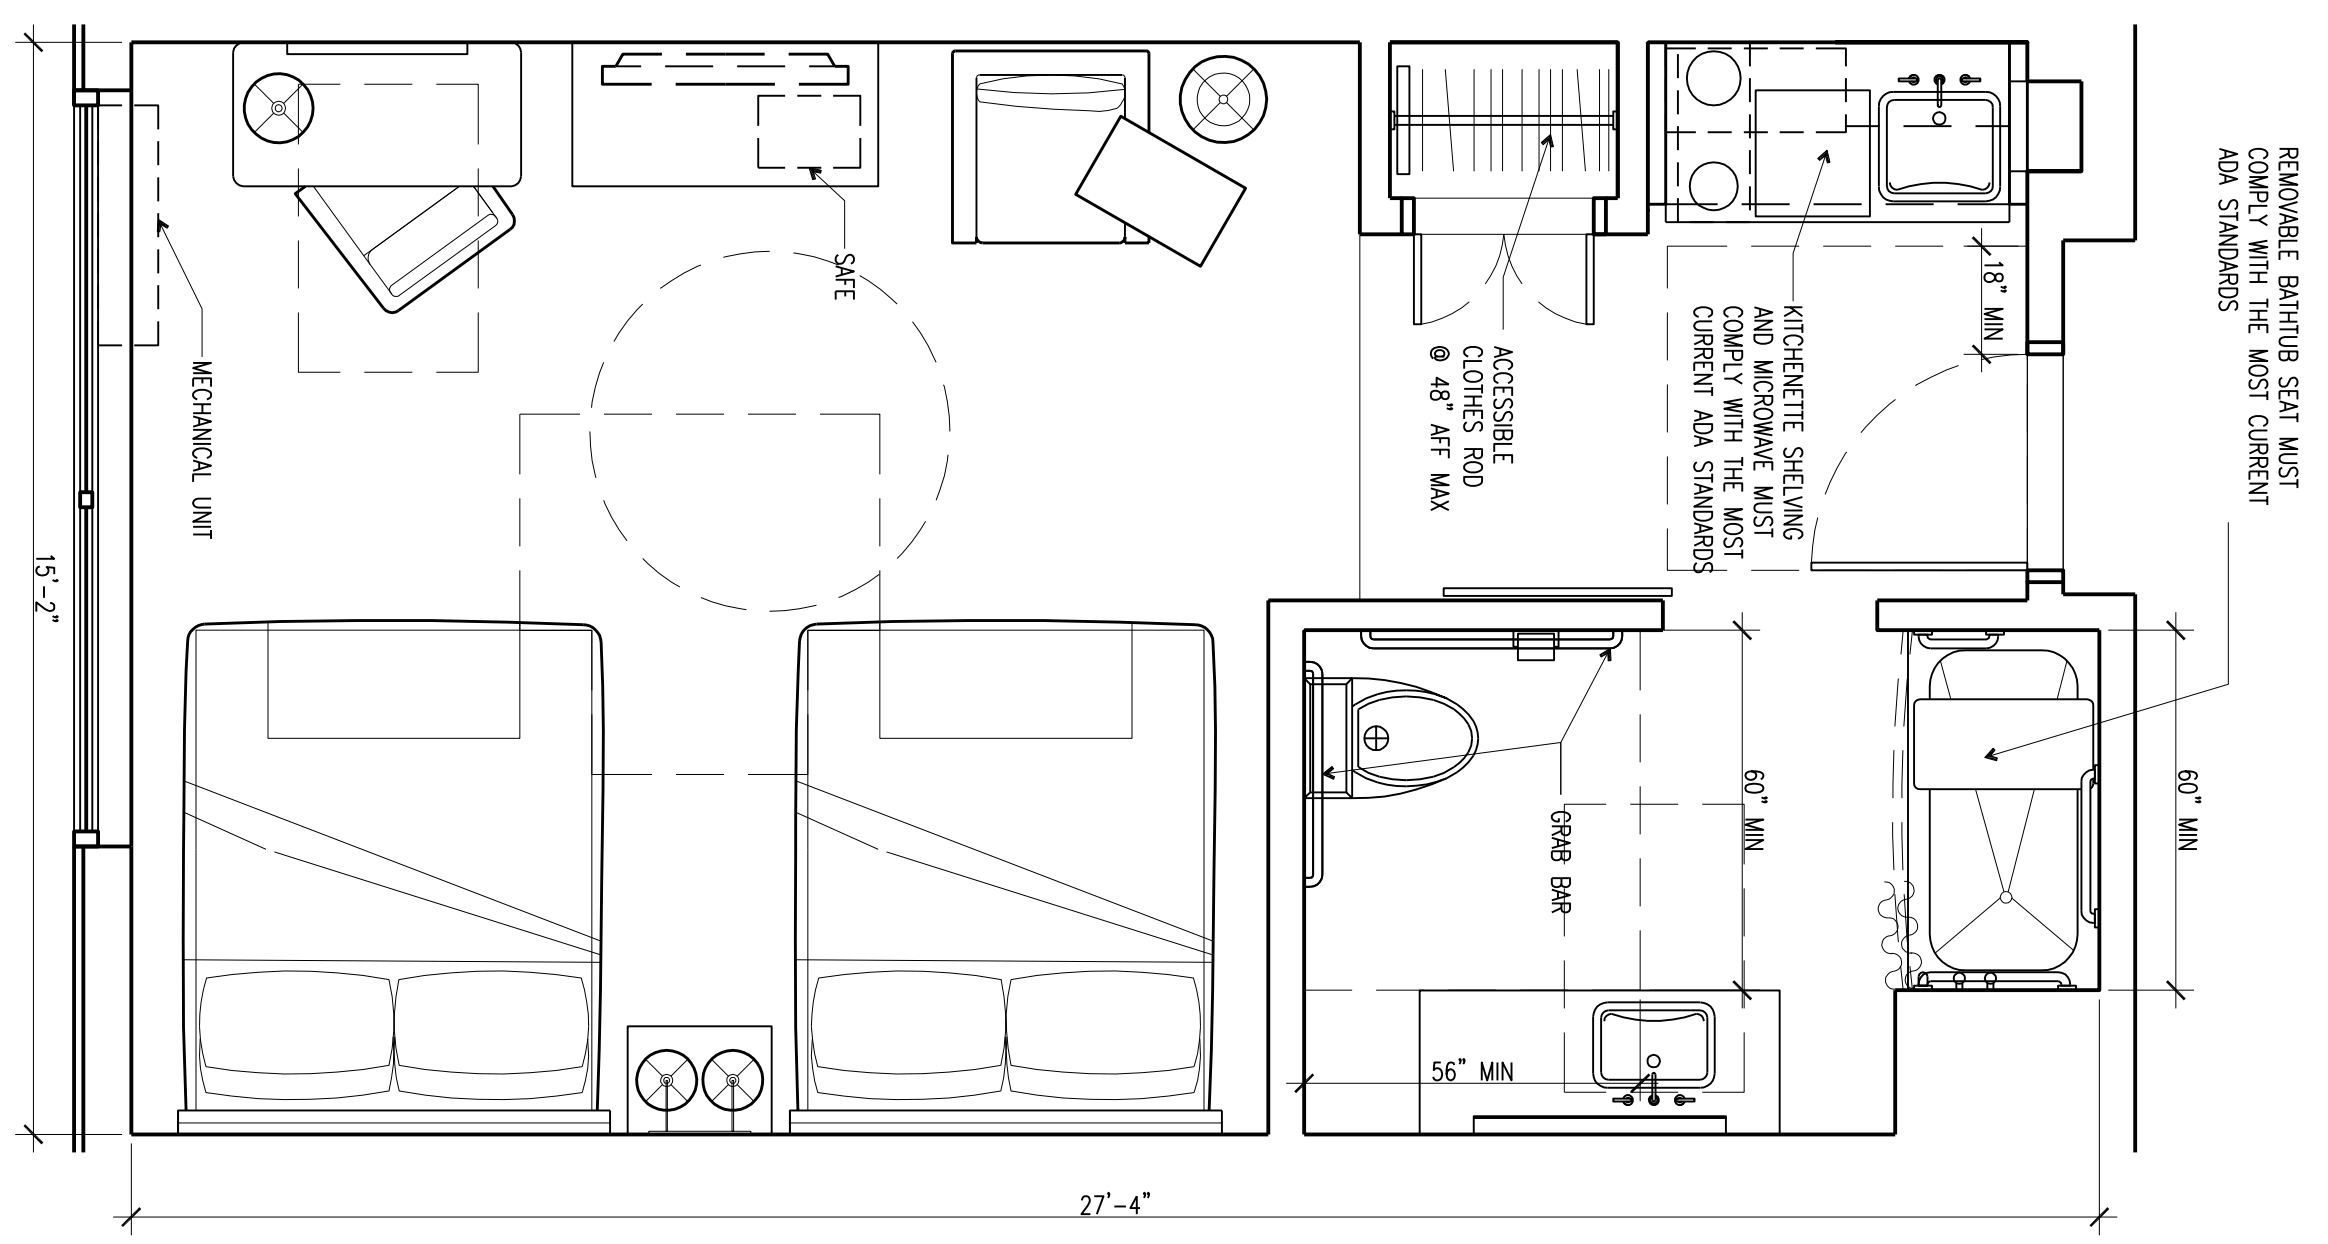 REMOVABLE BATHTUB SEAT MUST
COMPLY WITH THE MOST CURRENT
ADA STANDARDS
18" MIN
KITCHENETTE SHELVING
AND MICROWAVE MUST
COMPLY WITH THE MOST
CURRENT ADA STANDARDS
ACCESSIBLE
CLOTHES ROD
@ 48" AFF MAX
SAFE
MECHANICAL UNIT
15'-2"
60" MIN
60" MIN
GRAB BAR
56" MIN
27'-4"